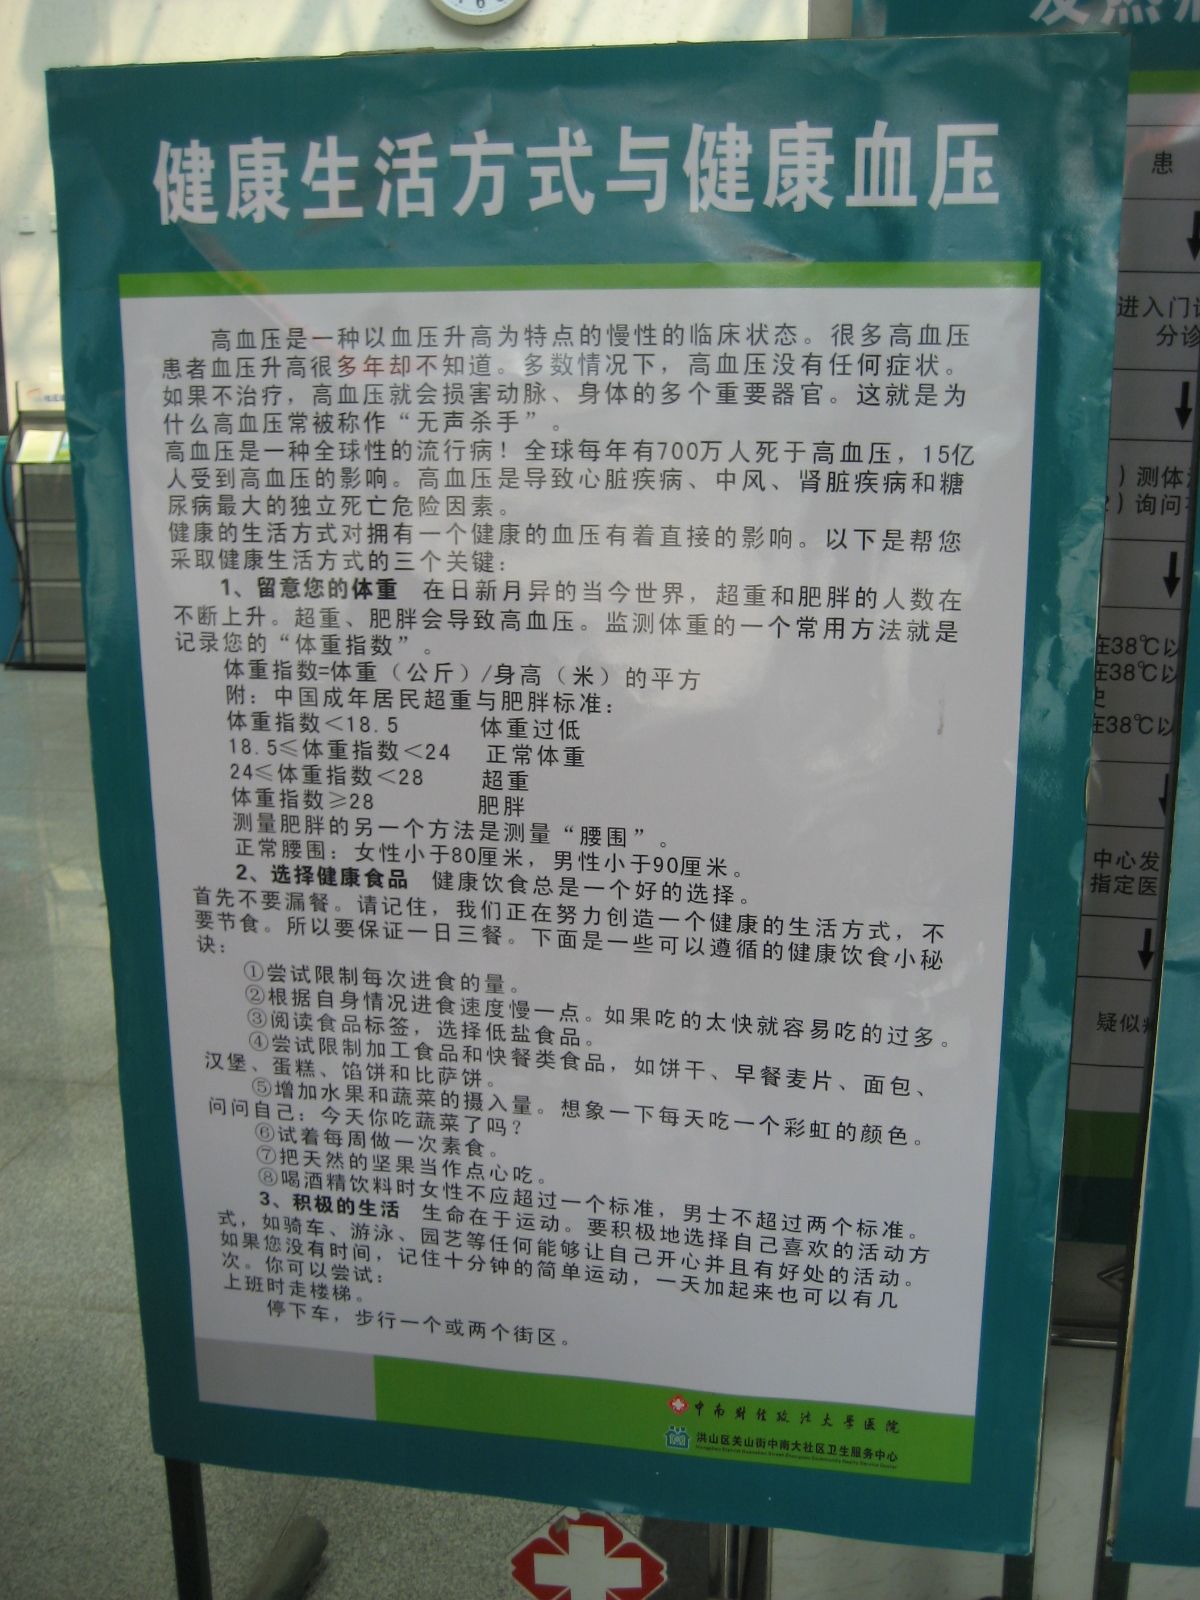 健康生活方式与健康血压
高血压是一种以血压升高为特点的慢性的临床状态。很多高血压
患者血压升高很多年却不知道。多数情况下，高血压没有任何症状。
如果不治疗，高血压就会损害动脉、身体的多个重要器官。这就是为
什么高血压常被称作“无声杀手”。
高血压是一种全球性的流行病！全球每年有700万人死于高血压，15亿
人受到高血压的影响。高血压是导致心脏疾病、中风、肾脏疾病和糖
尿病最大的独立死亡危险因素。
健康的生活方式对拥有一个健康的血压有着直接的影响。以下是帮您
采取健康生活方式的三个关键：
1、留意您的体重 在日新月异的当今世界，超重和肥胖的人数在
不断上升。超重、肥胖会导致高血压。监测体重的一个常用方法就是
记录您的“体重指数”。
体重指数=体重（公斤）/身高（米）的平方
附：中国成年居民超重与肥胖标准：
体重指数＜18.5 体重过低
18.5≤体重指数＜24 正常体重
24≤体重指数＜28 超重
体重指数≥28 肥胖
测量肥胖的另一个方法是测量“腰围”。
正常腰围：女性小于80厘米，男性小于90厘米。
2、选择健康食品 健康饮食总是一个好的选择。
首先不要漏餐。请记住，我们正在努力创造一个健康的生活方式，不
要节食。所以要保证一日三餐。下面是一些可以遵循的健康饮食小秘
诀：
①尝试限制每次进食的量。
②根据自身情况进食速度慢一点。如果吃的太快就容易吃的过多。
③阅读食品标签，选择低盐食品。
④尝试限制加工食品和快餐类食品，如饼干、早餐麦片、面包、
汉堡、蛋糕、馅饼和比萨饼。
⑤增加水果和蔬菜的摄入量。想象一下每天吃一个彩虹的颜色。
问问自己：今天你吃蔬菜了吗？
⑥试着每周做一次素食。
⑦把天然的坚果当作点心吃。
⑧喝酒精饮料时女性不应超过一个标准，男士不超过两个标准。
3、积极的生活 生命在于运动。要积极地选择自己喜欢的活动方
式，如骑车、游泳、园艺等任何能够让自己开心并且有好处的活动。
如果您没有时间，记住十分钟的简单运动，一天加起来也可以有几
次。你可以尝试：
上班时走楼梯。
停下车，步行一个或两个街区。
中南财经政法大学医院
洪山区关山街中南大社区卫生服务中心
患
进入门诊
分诊
）测体
）询问
在38℃以
在38℃以
史
在38℃以
中心发
指定医
疑似